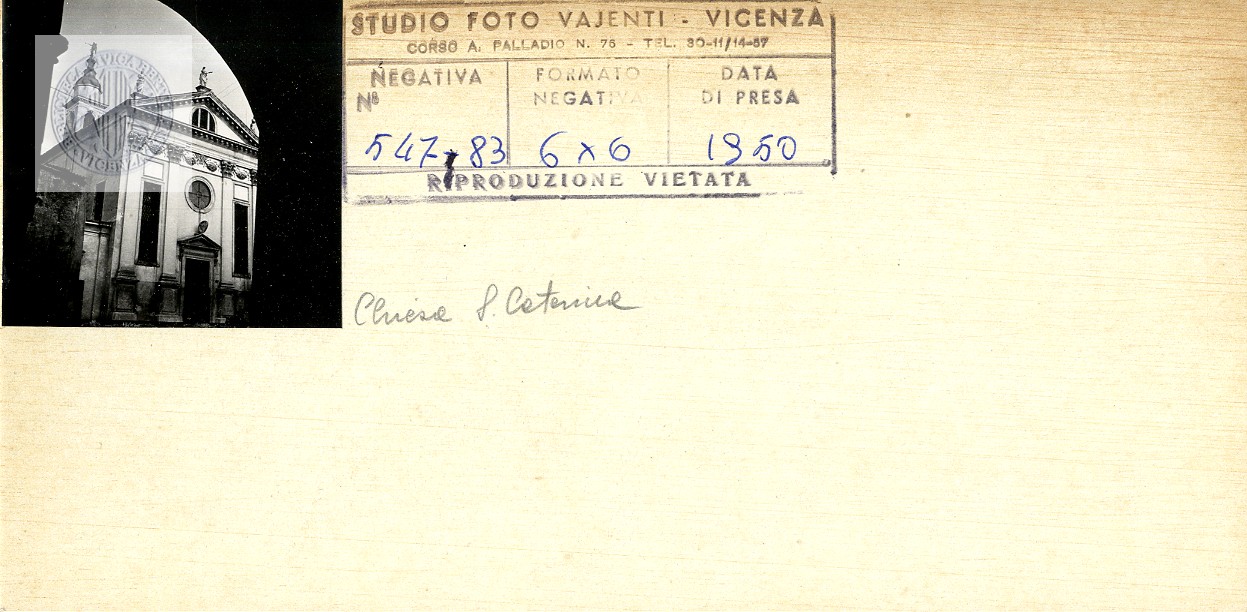 STUDIO FOTO VAJENTI - VICENZA
CORSO A. PALLADIO N. 76 - TEL. 30-11/14-57
NEGATIVA
Nº
FORMATO
NEGATIVA
DATA
DI PRESA
547-83
6 x 6
1950
RIPRODUZIONE VIETATA
Chiesa S. Caterina